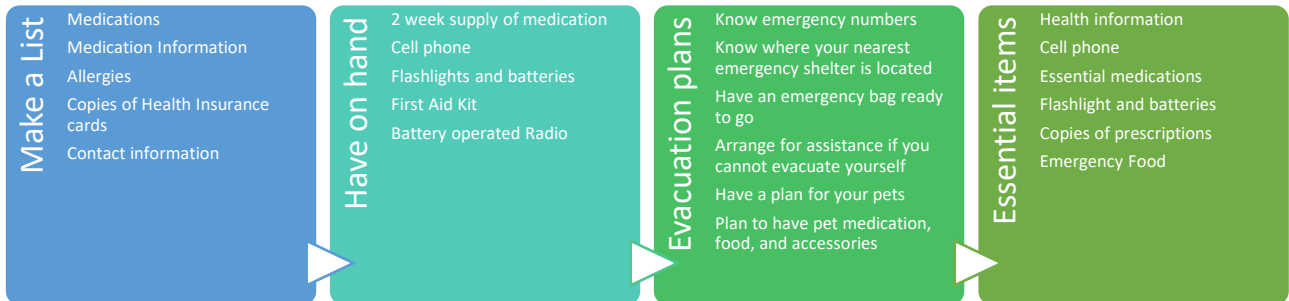 Make a List
Medications
Medication Information
Allergies
Copies of Health Insurance
cards
Contact information
Have on hand
2 week supply of medication
Cell phone
Flashlights and batteries
First Aid Kit
Battery operated Radio
Evacuation plans
Know emergency numbers
Know where your nearest
emergency shelter is located
Have an emergency bag ready
to go
Arrange for assistance if you
cannot evacuate yourself
Have a plan for your pets
Plan to have pet medication,
food, and accessories
Essential items
Health information
Cell phone
Essential medications
Flashlight and batteries
Copies of prescriptions
Emergency Food